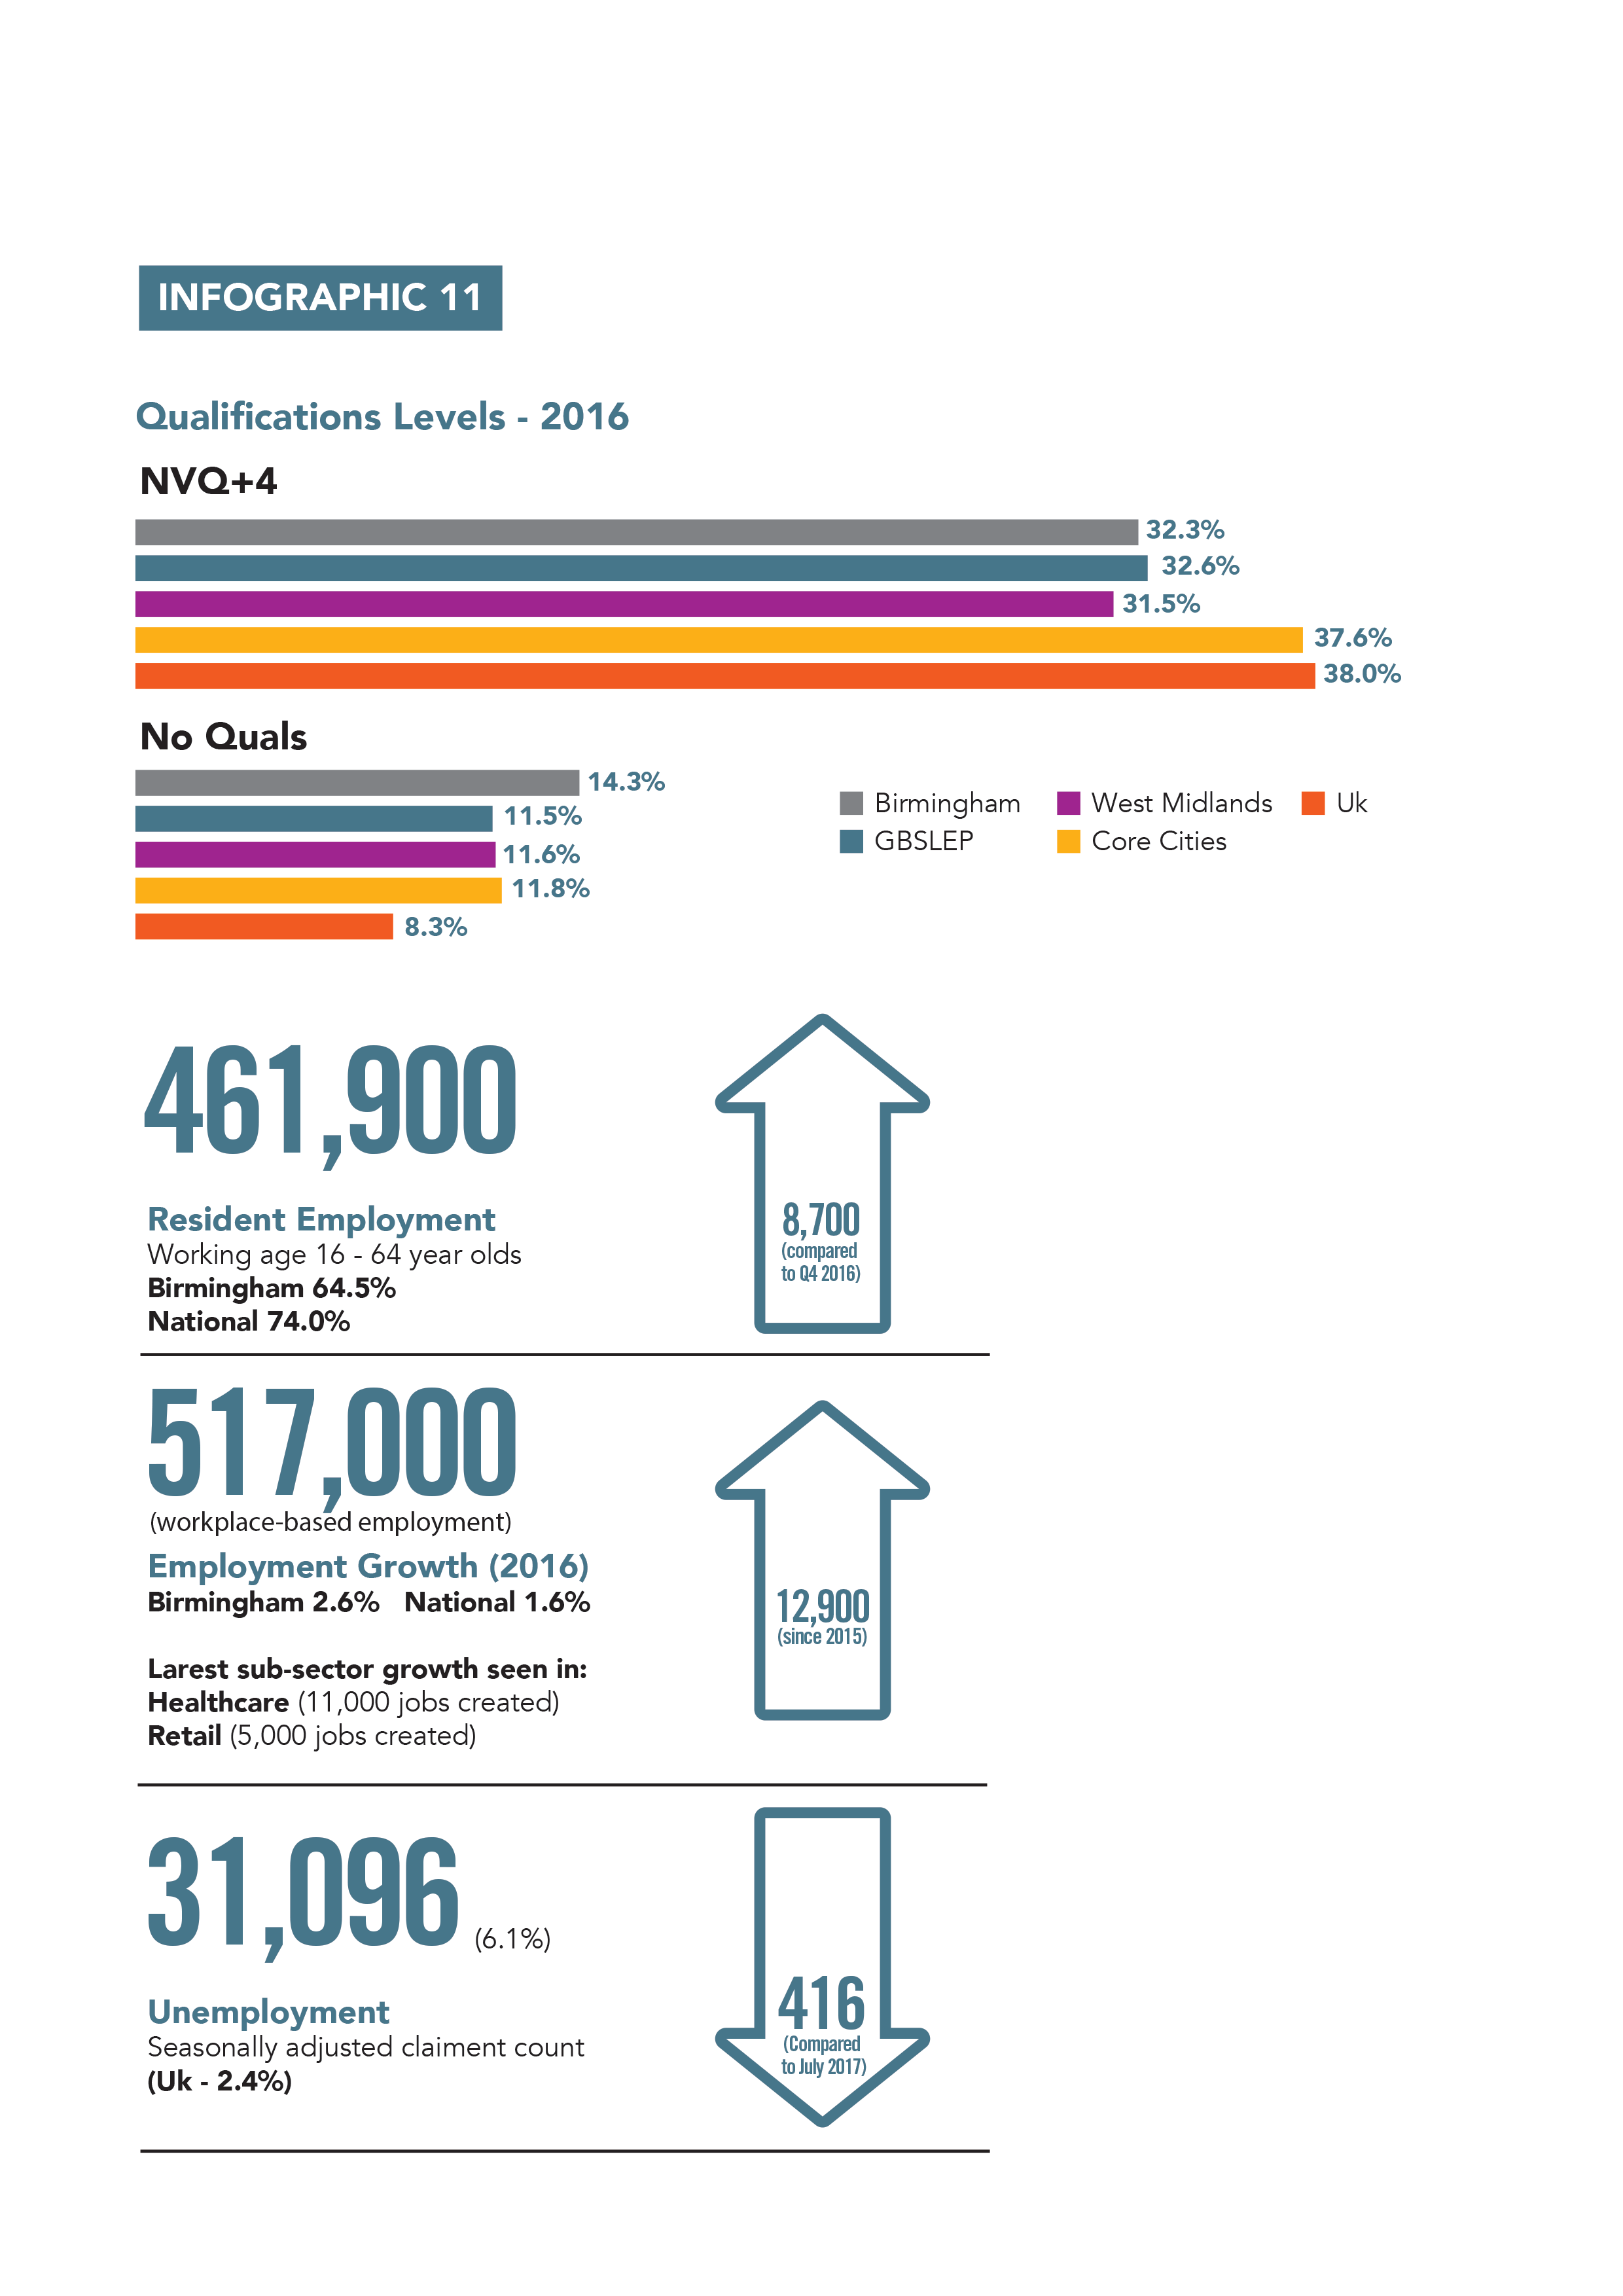 INFOGRAPHIC 11
Qualifications Levels - 2016
NVQ+4
32.3%
32.6%
31.5%
37.6%
38.0%
No Quals
14.3%
11.5%
11.6%
11.8%
8.3%
Birmingham
West Midlands
Uk
GBSLEP
Core Cities
461,900
Resident Employment
Working age 16 - 64 year olds
Birmingham 64.5%
National 74.0%
8,700
(compared
to Q4 2016)
517,000
(workplace-based employment)
Employment Growth (2016)
Birmingham 2.6% National 1.6%
Larest sub-sector growth seen in:
Healthcare (11,000 jobs created)
Retail (5,000 jobs created)
12,900
(since 2015)
31,096 (6.1%)
Unemployment
Seasonally adjusted claiment count
(Uk - 2.4%)
416
(Compared
to July 2017)